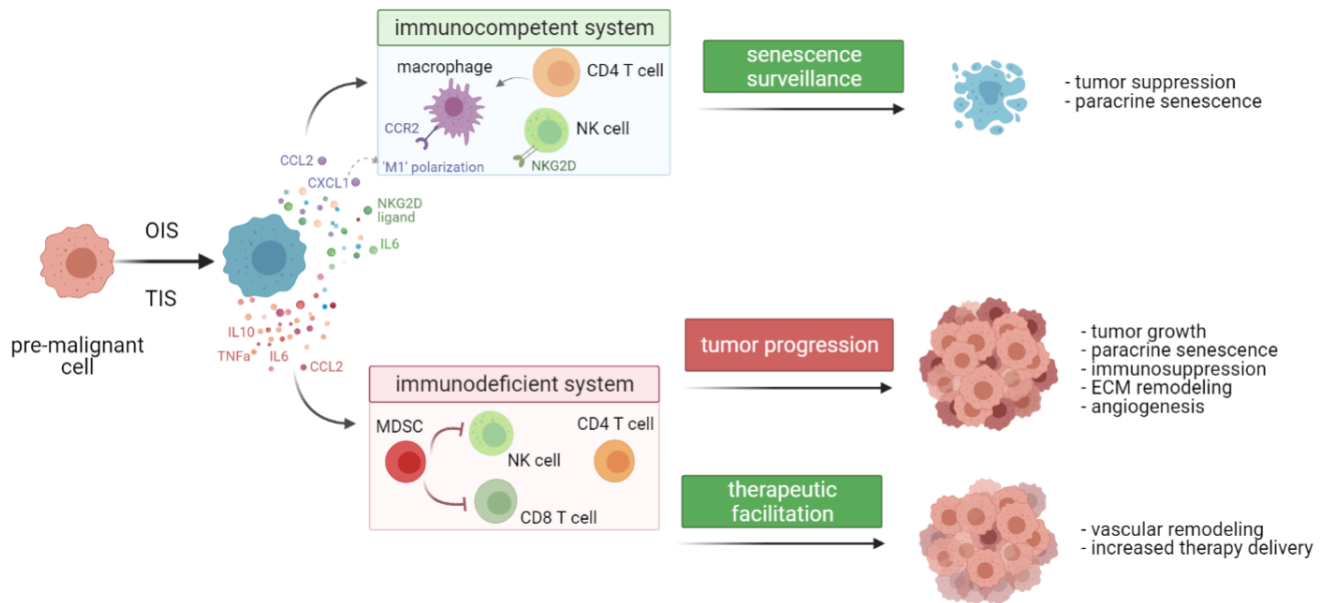 immunocompetent system
macrophage
CD4 T cell
CCR2
NK cell
'M1' polarization
NKG2D
senescence
surveillance
- tumor suppression
- paracrine senescence
CCL2
CXCL1
NKG2D
ligand
IL6
OIS
TIS
pre-malignant
cell
IL10
TNFa
IL6
CCL2
immunodeficient system
MDSC
CD4 T cell
NK cell
CD8 T cell
tumor progression
- tumor growth
- paracrine senescence
- immunosuppression
- ECM remodeling
- angiogenesis
therapeutic
facilitation
- vascular remodeling
- increased therapy delivery